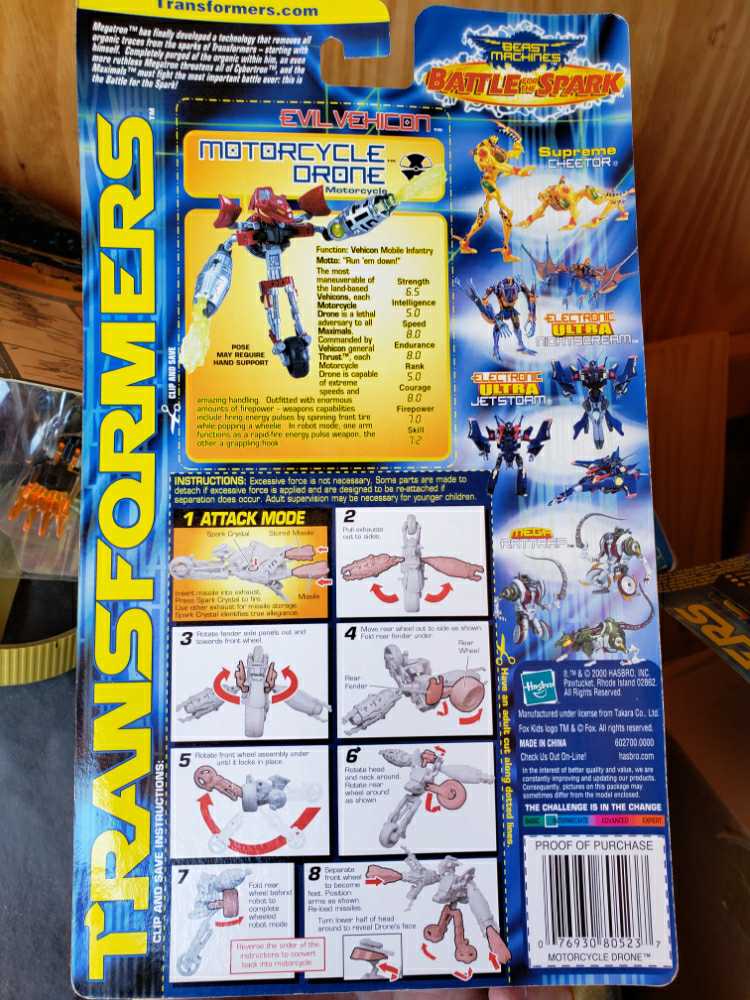 Transformers.com
Megatron™ has finally developed a technology that removes all
organic traces from the sparks of Transformers - starting with
himself. Completely purged of the organic within him, an even
more ruthless Megatron rules over all of Cybertron™, and the
Maximals™ must fight the most important battle ever: this is
the Battle for the Spark!
TRANSFORMERS™
CLIP AND SAVE
EVIL VEHICON™
MOTORCYCLE
DRONE™
Motorcycle
Function: Vehicon Mobile Infantry
Motto: "Run 'em down!"
The most
maneuverable of
the land-based
Vehicons, each
Motorcycle
Drone is a lethal
adversary to all
Maximals.
Commanded by
Vehicon general
Thrust™, each
Motorcycle
Drone is capable
of extreme
speeds and
amazing handling. Outfitted with enormous
amounts of firepower - weapons capabilities
include firing energy pulses by spinning front tire
while popping a wheelie. In robot mode, one arm
functions as a rapid-fire energy pulse weapon, the
other a grappling hook.
Strength
6.5
Intelligence
5.0
Speed
8.0
Endurance
8.0
Rank
5.0
Courage
8.0
Firepower
7.0
Skill
7.2
POSE
MAY REQUIRE
HAND SUPPORT
BEAST
MACHINES
BATTLE FOR THE SPARK™
Supreme
CHEETOR
ELECTRONIC
ULTRA
NIGHTSCREAM™
ELECTRONIC
ULTRA
JETSTORM™
MEGA
RATTRAP™
CLIP AND SAVE INSTRUCTIONS:
INSTRUCTIONS: Excessive force is not necessary. Some parts are made to
detach if excessive force is applied and are designed to be re-attached if
separation does occur. Adult supervision may be necessary for younger children.
1 ATTACK MODE
Spark Crystal
Stored Missile
Missile
Insert missile into exhaust.
Press Spark Crystal to fire.
Use other exhaust for missile storage.
Spark Crystal identifies true allegiance.
2
Pull exhausts
out to sides.
3 Rotate fender side panels out and
towards front wheel.
4 Move rear wheel out to side as shown.
Fold rear fender under.
Rear
Wheel
Rear
Fender
5 Rotate front wheel assembly under
until it locks in place.
6
Rotate head
and neck around.
Rotate rear
wheel around
as shown.
7
Fold rear
wheel behind
robot to
complete
wheeled
robot mode.
8 Separate
front wheel
to become
feet. Position
arms as shown.
Re-load missiles.
Turn lower half of head
around to reveal Drone's face.
Reverse the order of the
instructions to convert
back into motorcycle.
Have an adult cut along dotted lines.
Hasbro
®,™ & © 2000 HASBRO, INC.
Pawtucket, Rhode Island 02862.
All Rights Reserved.
Manufactured under license from Takara Co., Ltd.
Fox Kids logo TM & © Fox. All rights reserved.
MADE IN CHINA 602700.0000
Check Us Out On-Line! hasbro.com
In the interest of better quality and value, we are
constantly improving and updating our products.
Consequently, pictures on this package may
sometimes differ from the model enclosed.
THE CHALLENGE IS IN THE CHANGE
BASIC INTERMEDIATE ADVANCED EXPERT
PROOF OF PURCHASE
0 76930 80523 7
MOTORCYCLE DRONE™
ERS